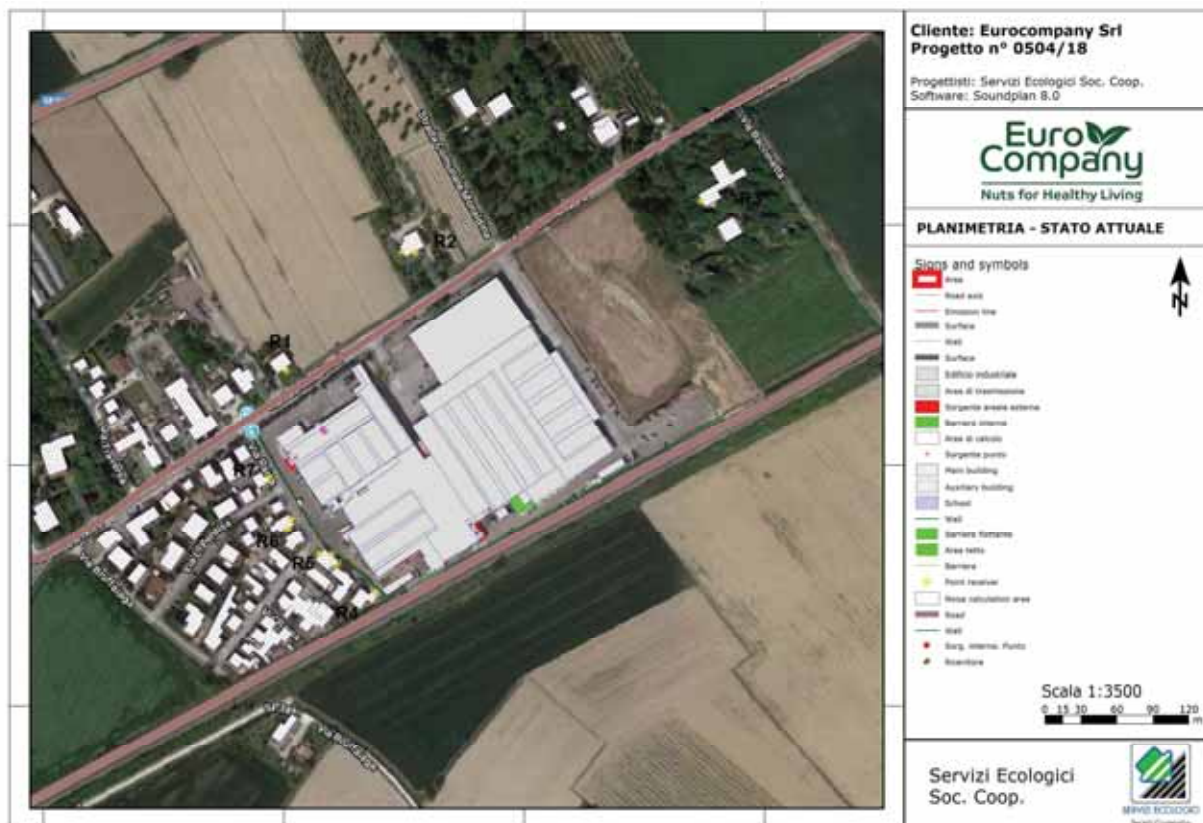 Cliente: Eurocompany Srl
Progetto n° 0504/18
Progettisti: Servizi Ecologici Soc. Coop.
Software: Soundplan 8.0
Euro
Company
Nuts for Healthy Living
PLANIMETRIA - STATO ATTUALE
Signs and symbols
Area
Road axis
Emission line
Surface
Wall
Surface
Edificio industriale
Area di trasmissione
Sorgente areale esterna
Barriera interna
Area di calcolo
Sorgente punto
Main building
Auxiliary building
School
Wall
Barriera flottante
Area tetto
Barriera
Point receiver
Noise calculation area
Road
Wall
Sorg. interna. Punto
Ricevitore
N
Scala 1:3500
0 15 30 60 90 120
m
Servizi Ecologici
Soc. Coop.
SERVIZI ECOLOGICI
R2
R3
R1
R7
R6
R5
R4